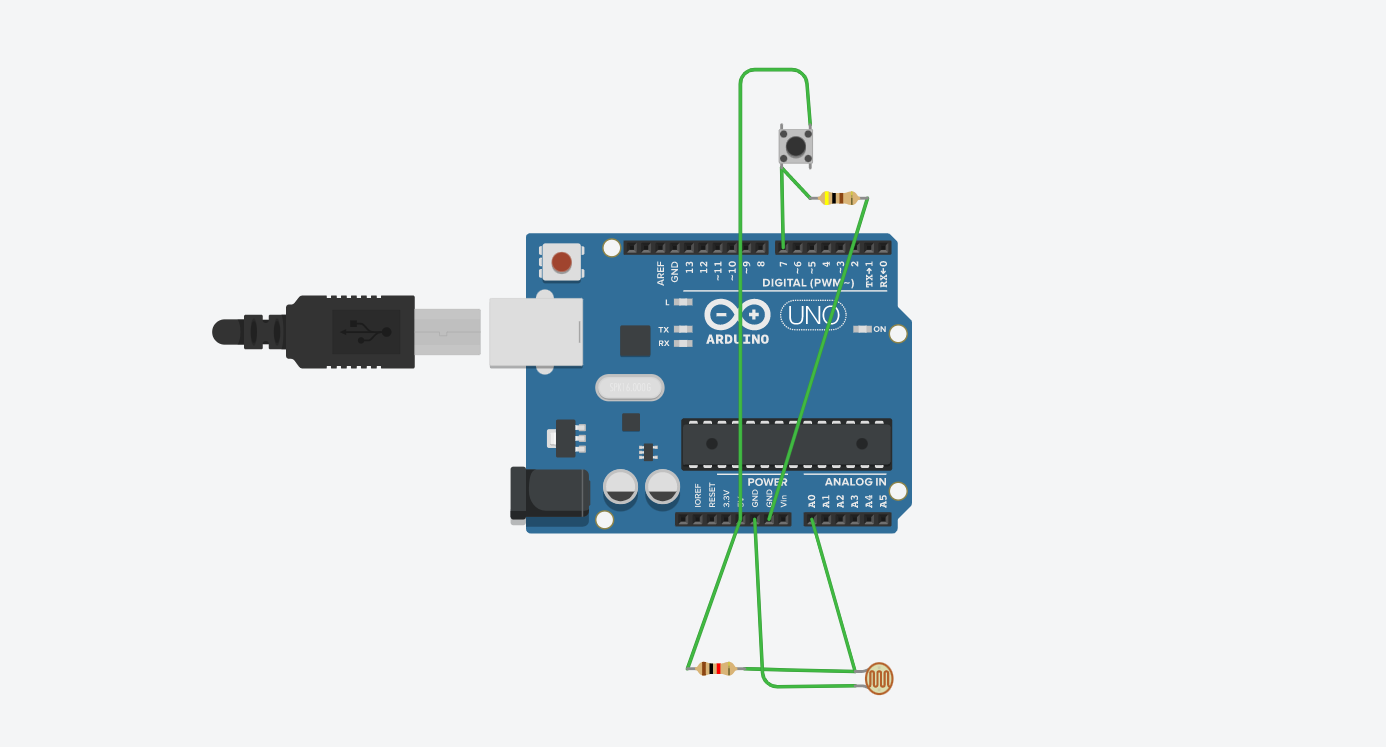 AREF
GND
13
12
~11
~10
~9
8
7
~6
~5
4
~3
2
TX→1
RX←0
DIGITAL (PWM~)
L
TX
RX
ARDUINO
UNO
ON
POWER
ANALOG IN
IOREF
RESET
3.3V
5V
GND
GND
Vin
A0
A1
A2
A3
A4
A5